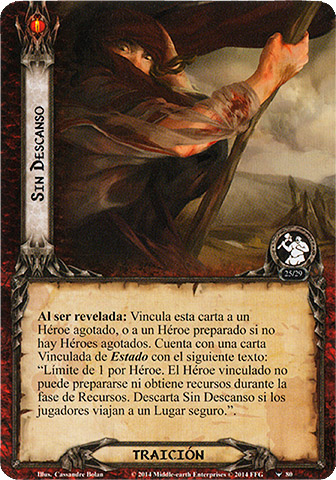 SIN DESCANSO
25/29
Al ser revelada: Vincula esta carta a un
Héroe agotado, o a un Héroe preparado si no
hay Héroes agotados. Cuenta con una carta
Vinculada de Estado con el siguiente texto:
“Límite de 1 por Héroe. El Héroe vinculado no
puede prepararse ni obtiene recursos durante la
fase de Recursos. Descarta Sin Descanso si los
jugadores viajan a un Lugar seguro.”.
TRAICIÓN
Illus. Cassandre Bolan
© 2014 Middle-earth Enterprises © 2014 FFG
80